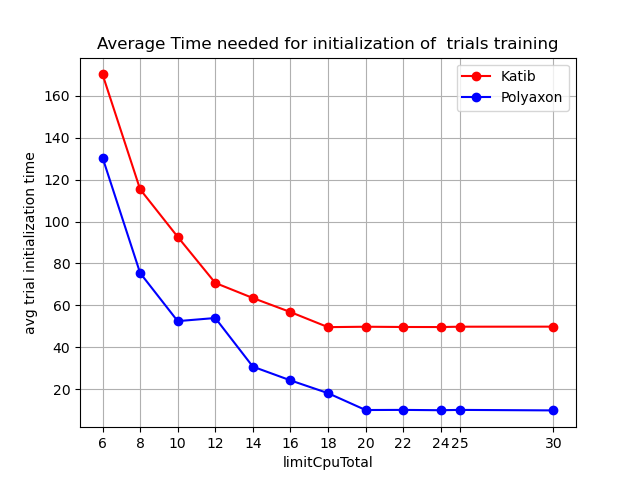 Average Time needed for initialization of  trials training
Katib
Polyaxon
avg trial initialization time
160
140
120
100
80
60
40
20
6 8 10 12 14 16 18 20 22 24 25 30
limitCpuTotal